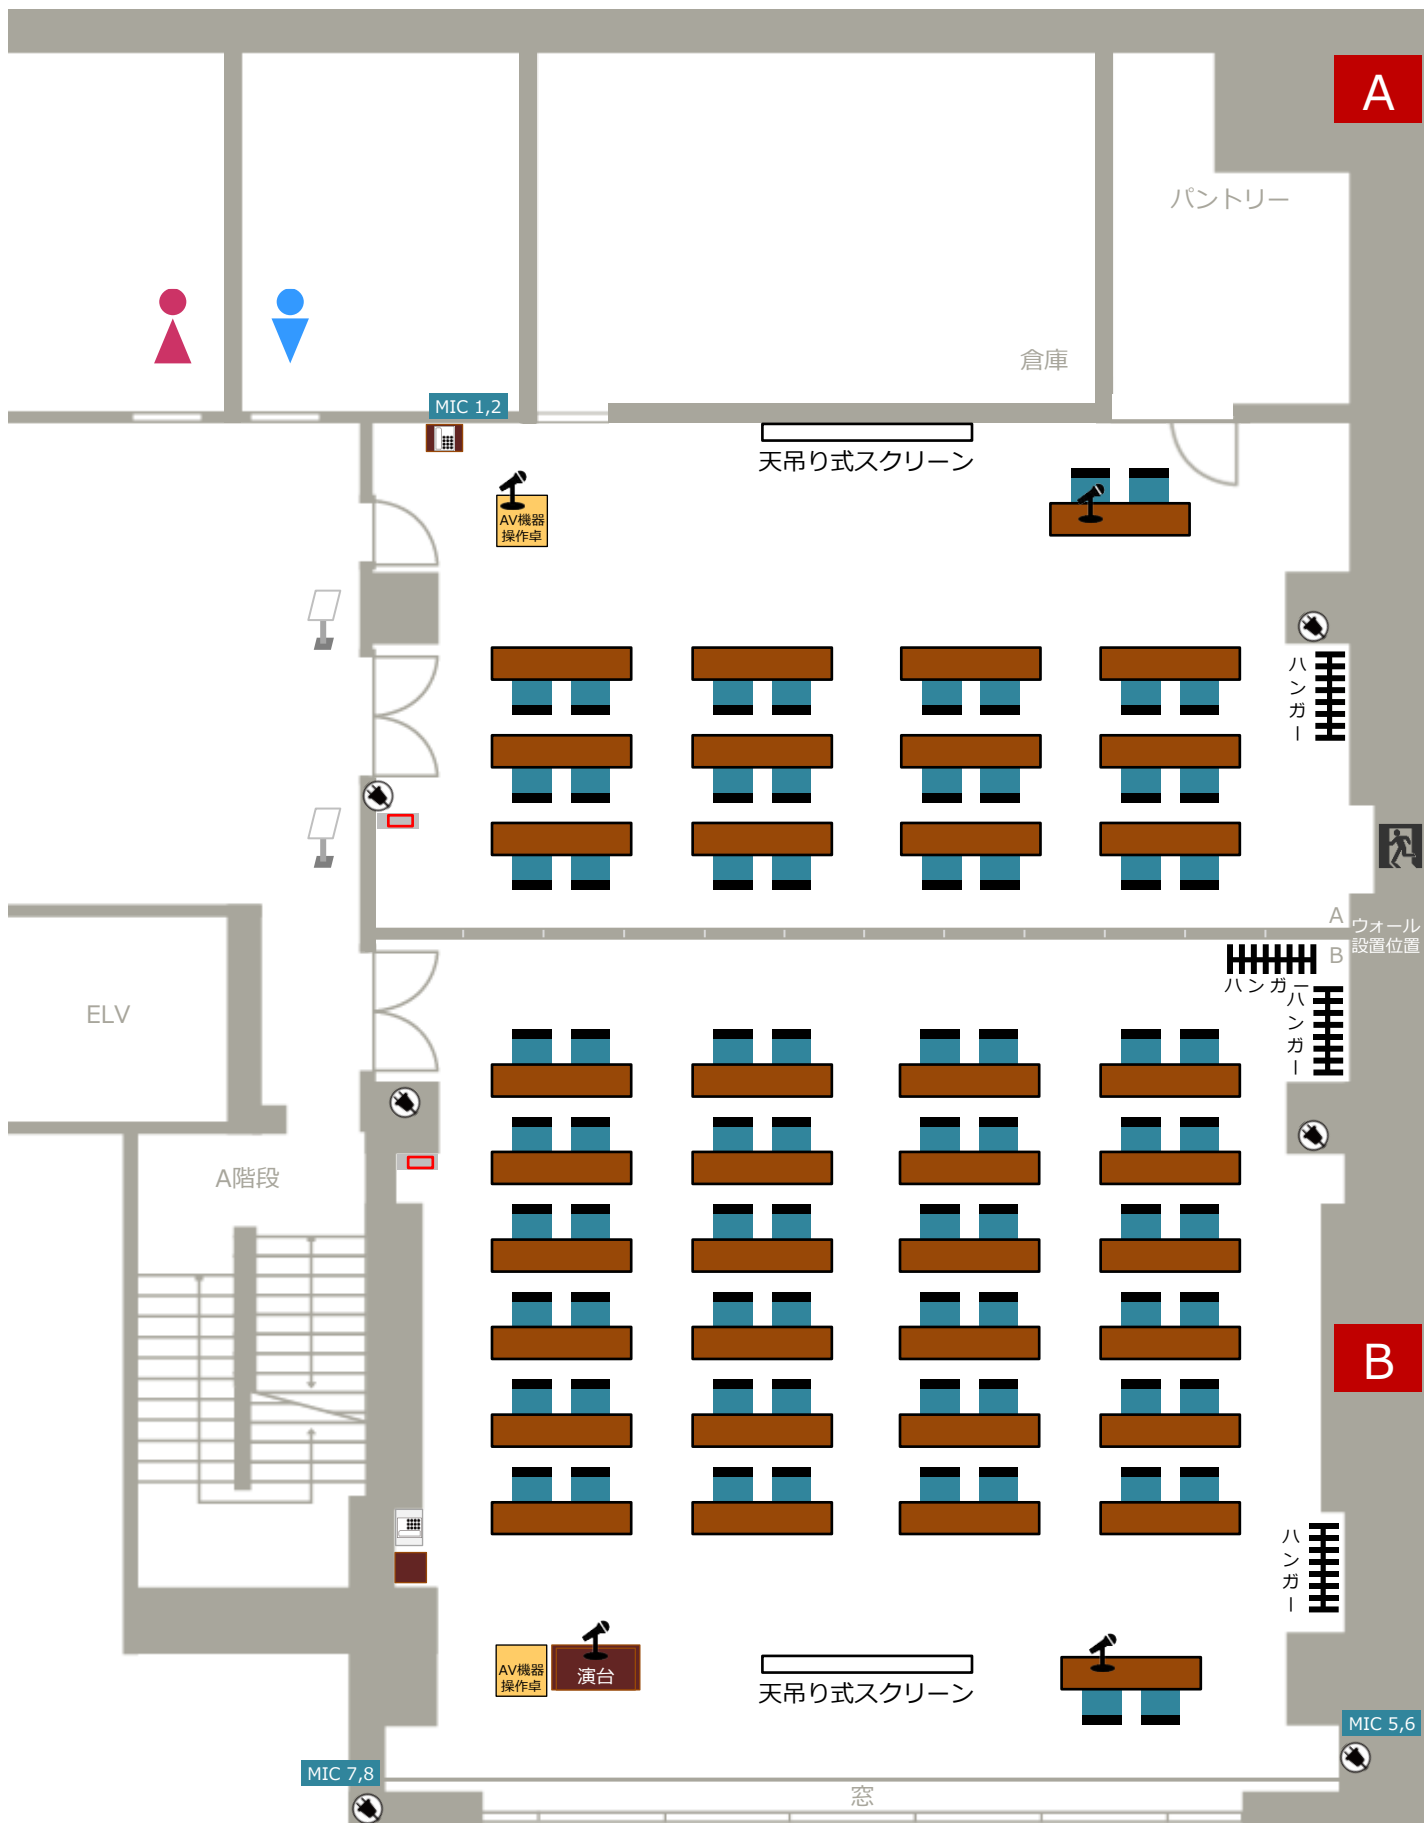 A
パントリー
倉庫
MIC 1,2
天吊り式スクリーン
AV機器
操作卓
ハンガー
A
ウォール
設置位置
B
ハンガー
ハンガー
ELV
A階段
B
ハンガー
AV機器
操作卓
演台
天吊り式スクリーン
MIC 5,6
MIC 7,8
窓